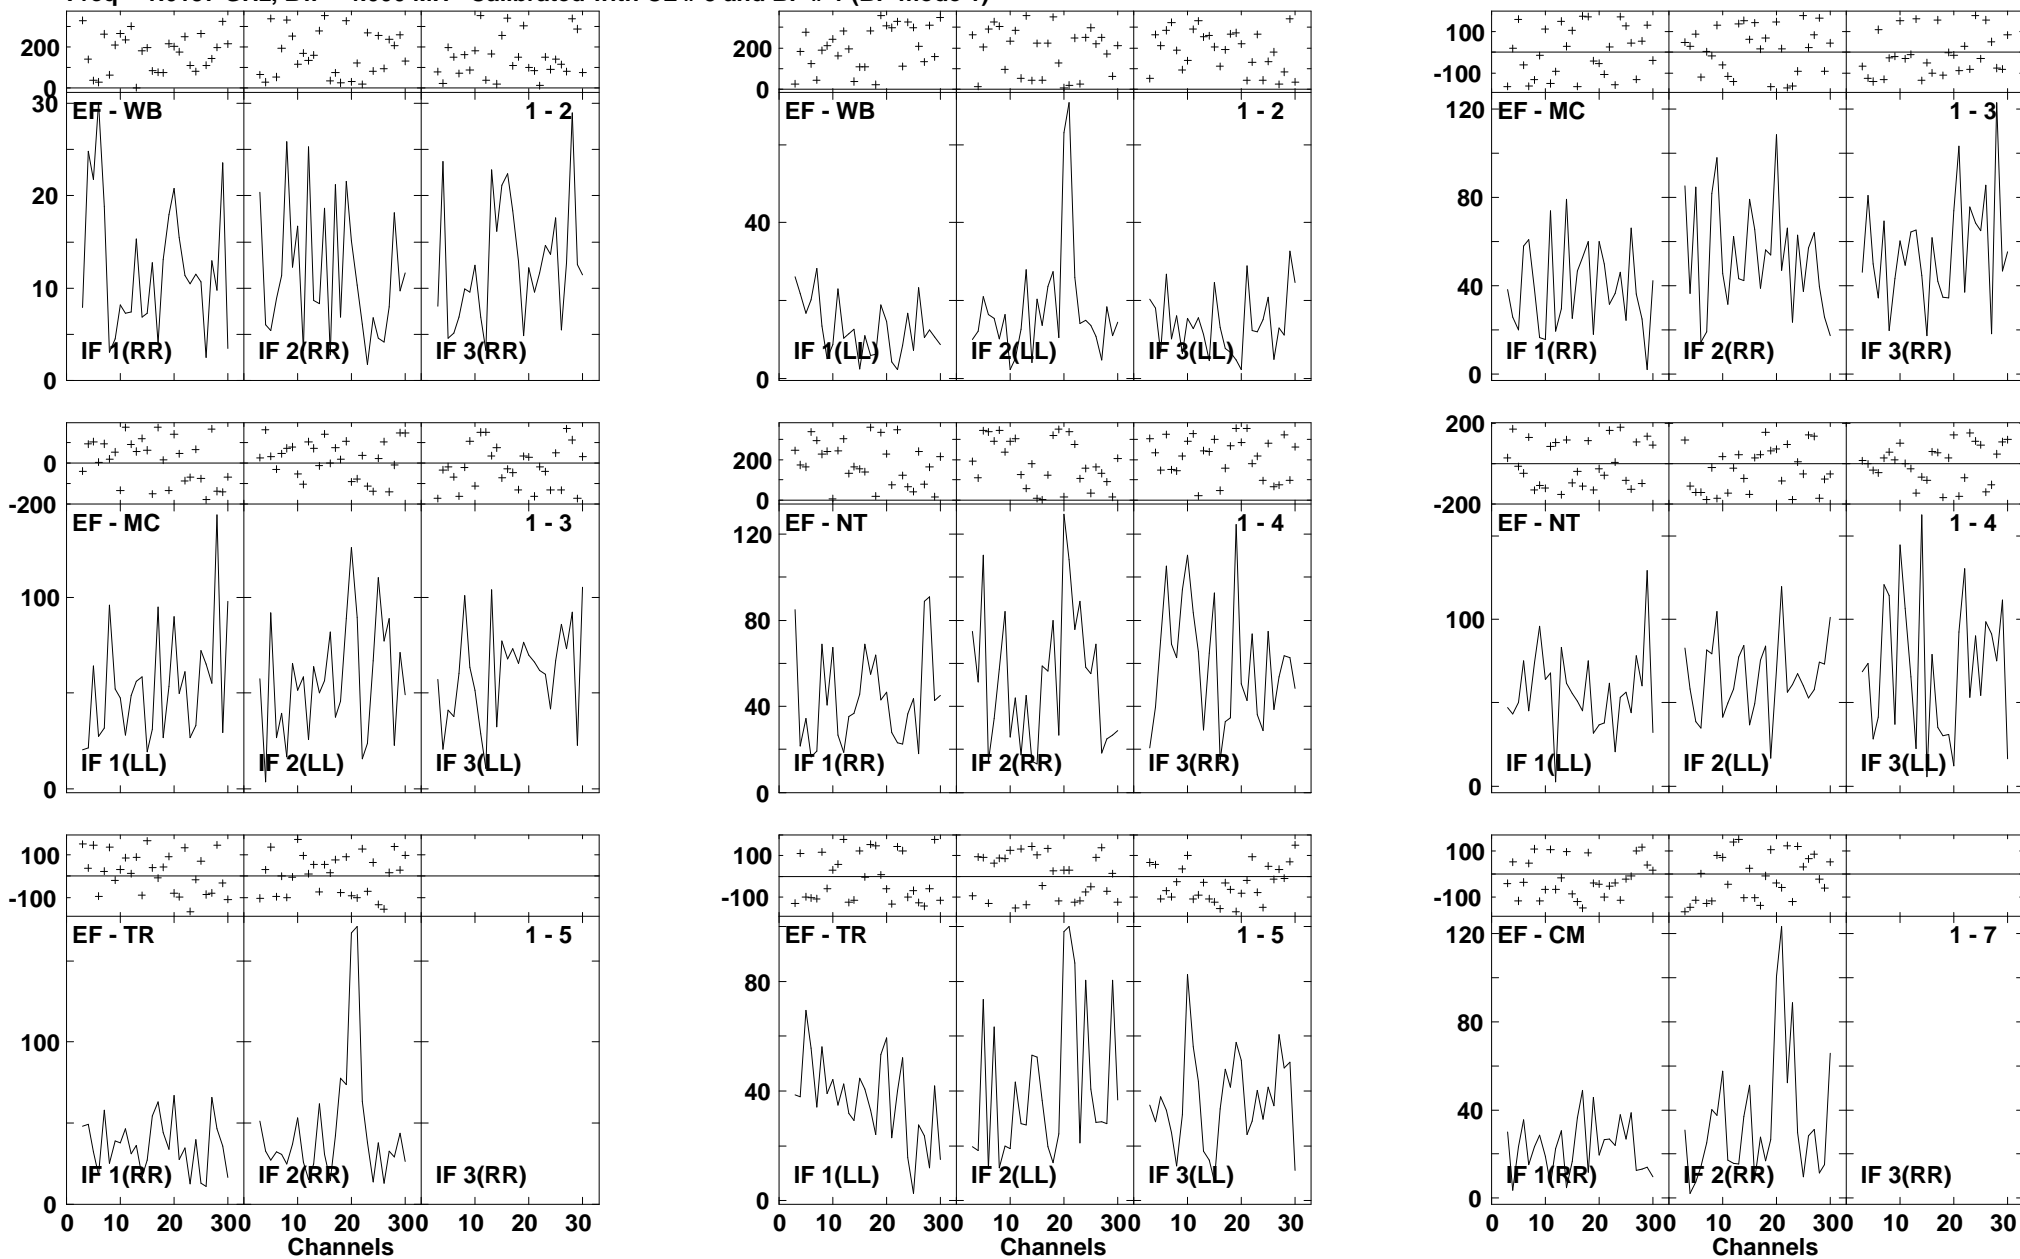 200
0
200
0
100
-100
30
20
10
0
EF - WB
1 - 2
IF 1(RR)
IF 2(RR)
IF 3(RR)
40
0
EF - WB
1 - 2
IF 1(LL)
IF 2(LL)
IF 3(LL)
120
80
40
0
EF - MC
1 - 3
IF 1(RR)
IF 2(RR)
IF 3(RR)
0
-200
200
0
200
-200
100
0
EF - MC
1 - 3
IF 1(LL)
IF 2(LL)
IF 3(LL)
120
80
40
0
EF - NT
1 - 4
IF 1(RR)
IF 2(RR)
IF 3(RR)
100
0
EF - NT
1 - 4
IF 1(LL)
IF 2(LL)
IF 3(LL)
100
-100
100
-100
100
-100
100
0
EF - TR
1 - 5
IF 1(RR)
IF 2(RR)
IF 3(RR)
80
40
0
EF - TR
1 - 5
IF 1(LL)
IF 2(LL)
IF 3(LL)
120
80
40
0
EF - CM
1 - 7
IF 1(RR)
IF 2(RR)
IF 3(RR)
0 10 20 30 0 10 20 30 0 10 20 30
Channels
0 10 20 30 0 10 20 30 0 10 20 30
Channels
0 10 20 30 0 10 20 30 0 10 20 30
Channels